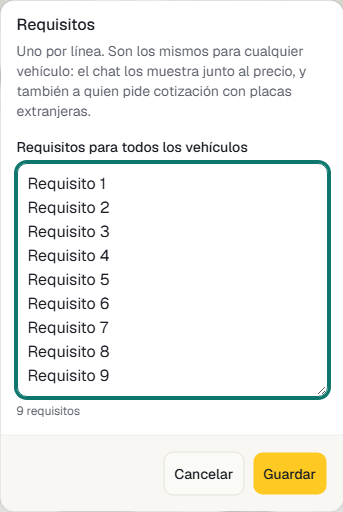 Requisitos
Uno por línea. Son los mismos para cualquier
vehículo: el chat los muestra junto al precio, y
también a quien pide cotización con placas
extranjeras.
Requisitos para todos los vehículos
Requisito 1
Requisito 2
Requisito 3
Requisito 4
Requisito 5
Requisito 6
Requisito 7
Requisito 8
Requisito 9
9 requisitos
Cancelar
Guardar